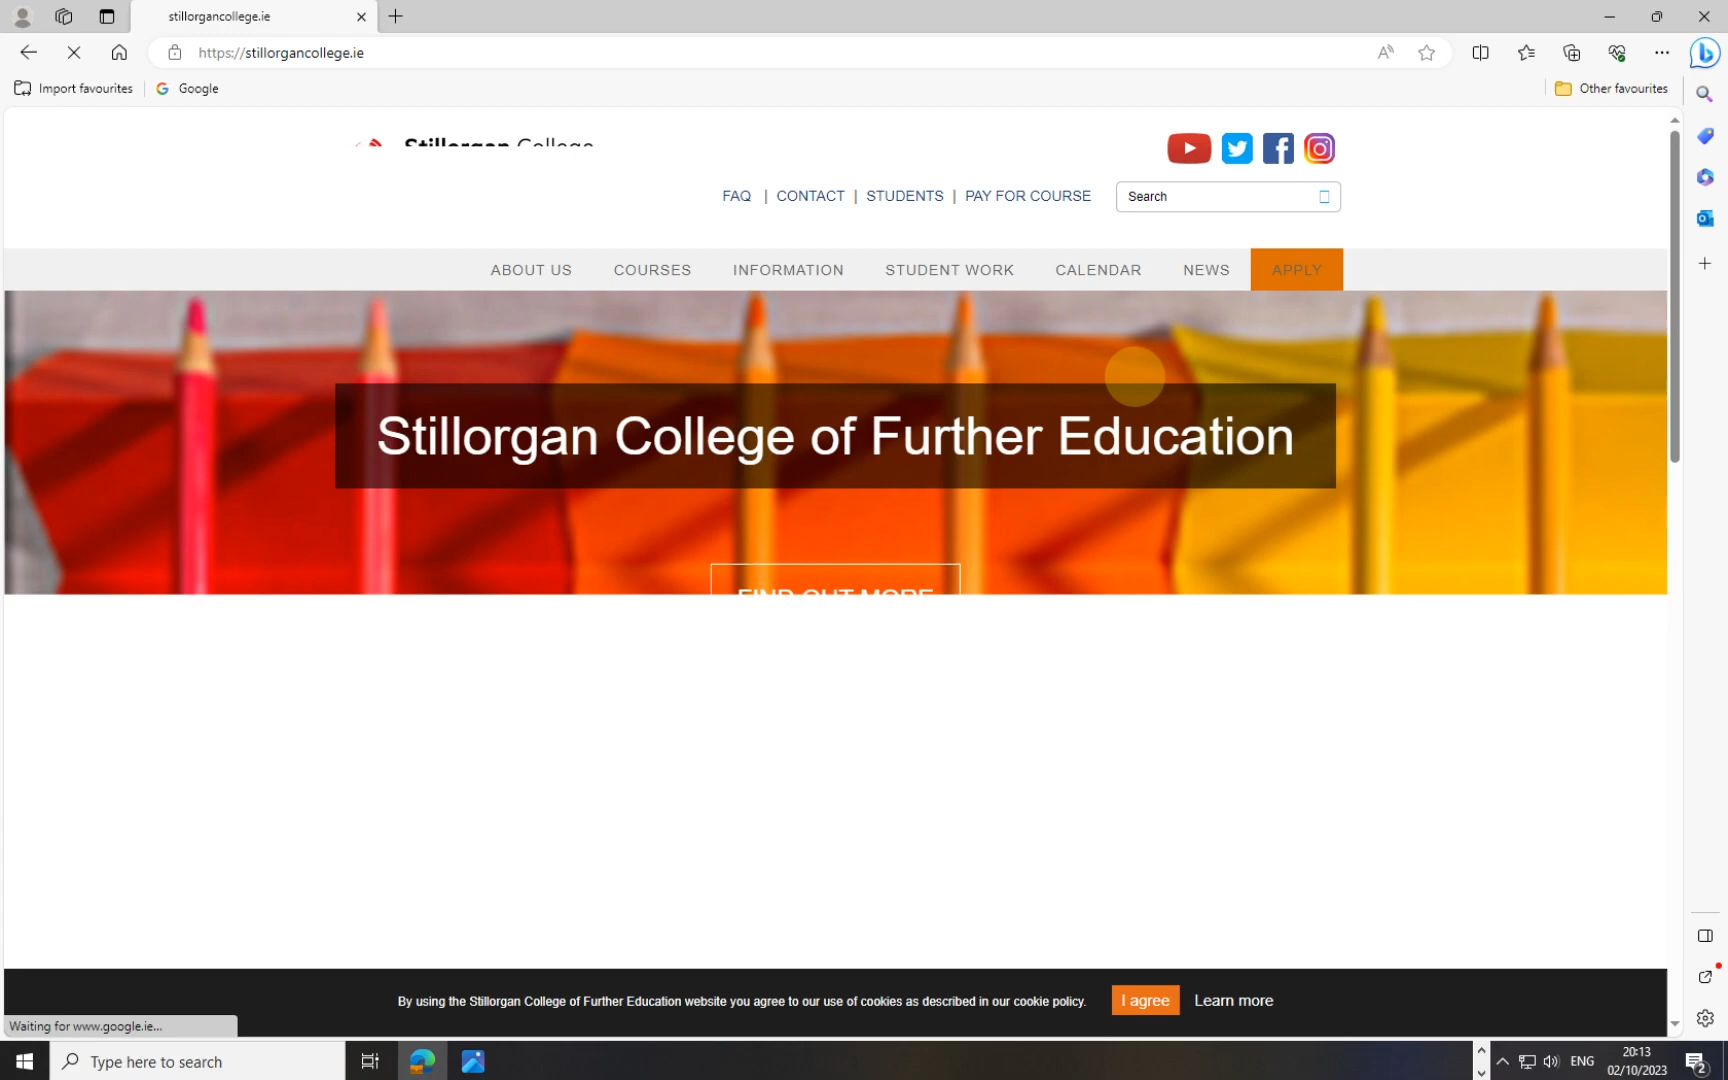 stillorgancollege.ie
https://stillorgancollege.ie
Import favourites
Google
Other favourites
Stillorgan College
FAQ | CONTACT | STUDENTS | PAY FOR COURSE
Search
ABOUT US
COURSES
INFORMATION
STUDENT WORK
CALENDAR
NEWS
APPLY
Stillorgan College of Further Education
FIND OUT MORE
By using the Stillorgan College of Further Education website you agree to our use of cookies as described in our cookie policy.
I agree
Learn more
Waiting for www.google.ie...
Type here to search
ENG
20:13
02/10/2023
2